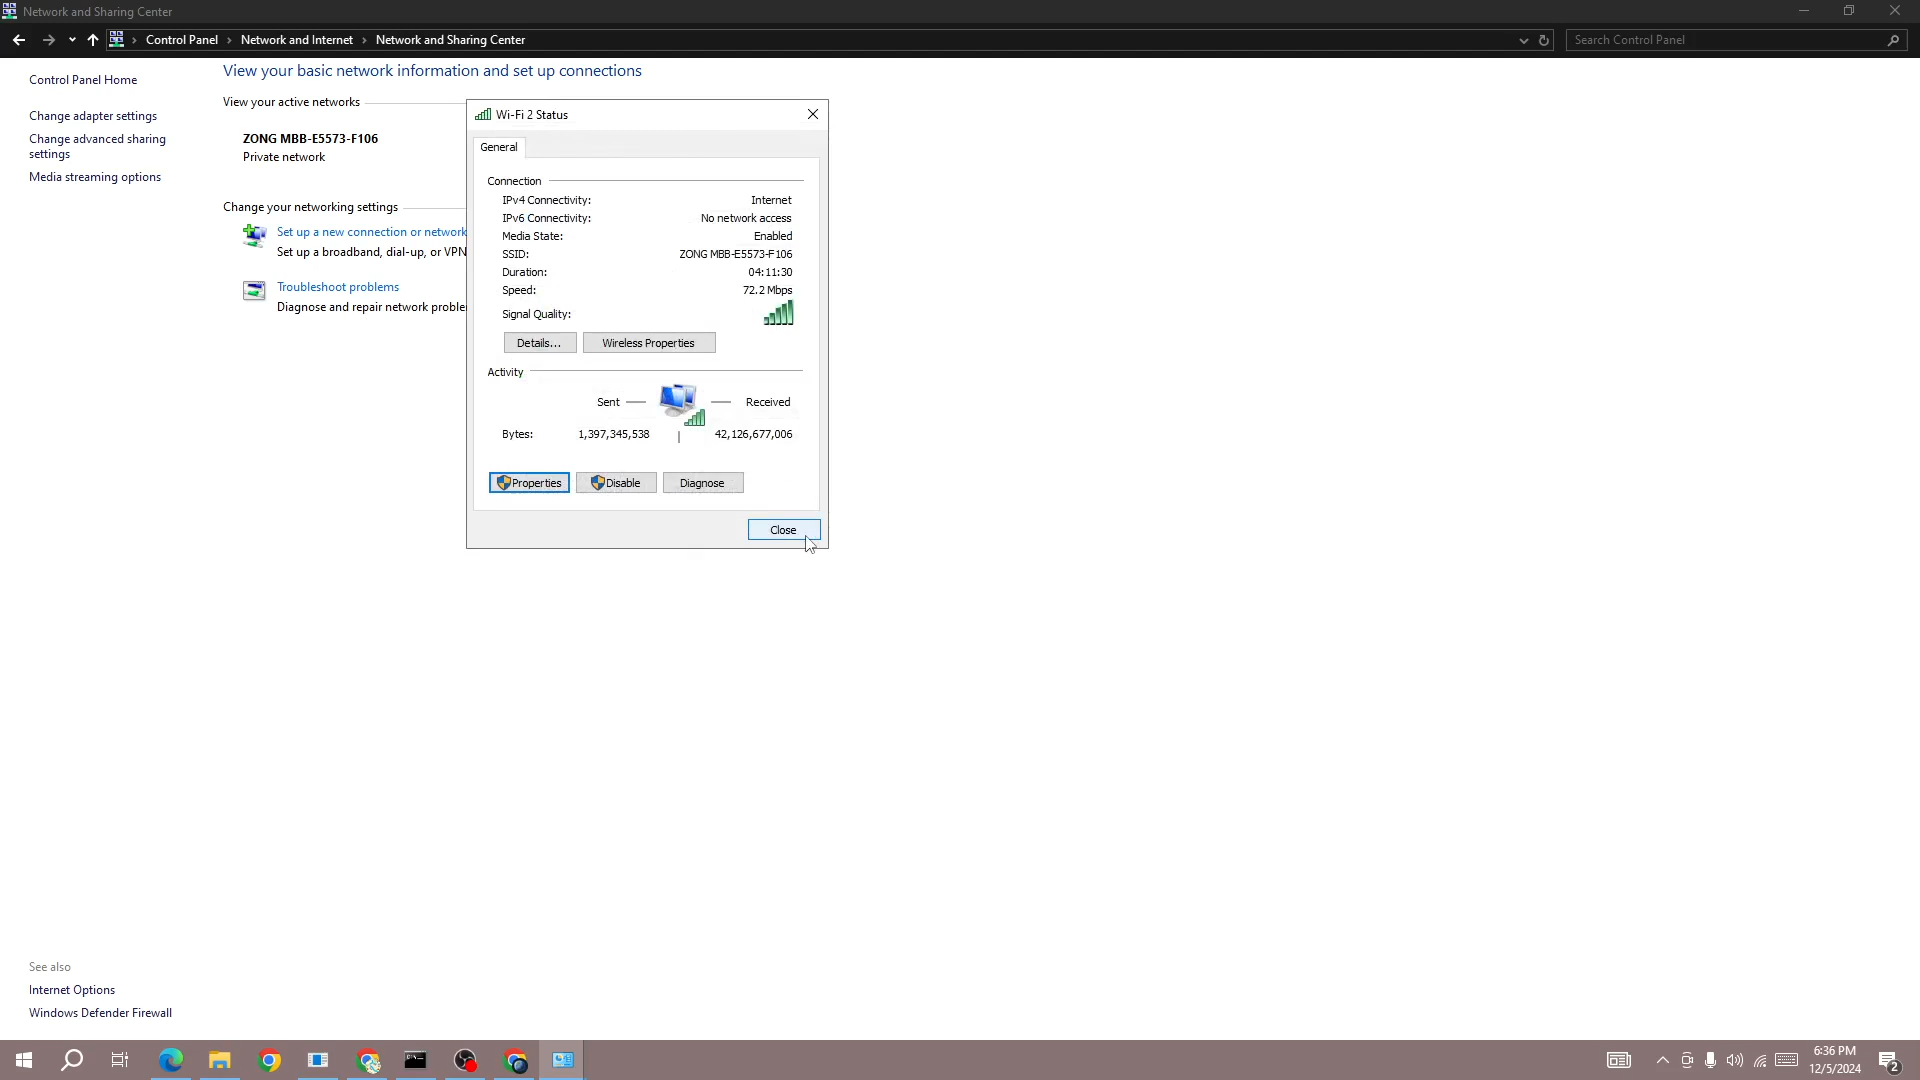 Network and Sharing Center
Control Panel > Network and Internet > Network and Sharing Center
Search Control Panel
Control Panel Home
Change adapter settings
Change advanced sharing
settings
Media streaming options
View your basic network information and set up connections
View your active networks
ZONG MBB-E5573-F106
Private network
Change your networking settings
Set up a new connection or network
Set up a broadband, dial-up, or VPN
Troubleshoot problems
Diagnose and repair network
Wi-Fi 2 Status
General
Connection
IPv4 Connectivity: Internet
IPv6 Connectivity: No network access
Media State: Enabled
SSID: ZONG MBB-E5573-F106
Duration: 04:11:30
Speed: 72.2 Mbps
Signal Quality:
Details...
Wireless Properties
Activity
Sent — Received
Bytes: 1,397,345,538 | 42,126,677,006
Properties
Disable
Diagnose
Close
See also
Internet Options
Windows Defender Firewall
6:36 PM
12/5/2024
2